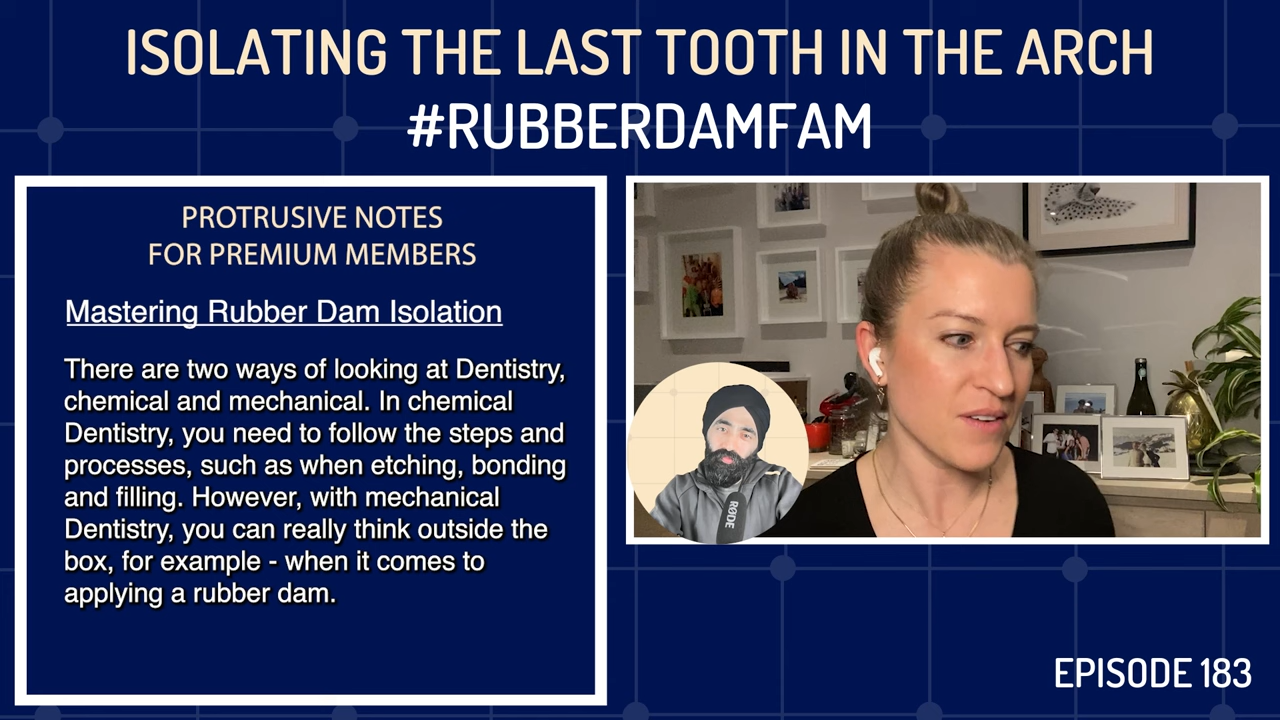 ISOLATING THE LAST TOOTH IN THE ARCH
#RUBBERDAMFAM
PROTRUSIVE NOTES
FOR PREMIUM MEMBERS
Mastering Rubber Dam Isolation
There are two ways of looking at Dentistry,
chemical and mechanical. In chemical
Dentistry, you need to follow the steps and
processes, such as when etching, bonding
and filling. However, with mechanical
Dentistry, you can really think outside the
box, for example - when it comes to
applying a rubber dam.
RØDE
EPISODE 183